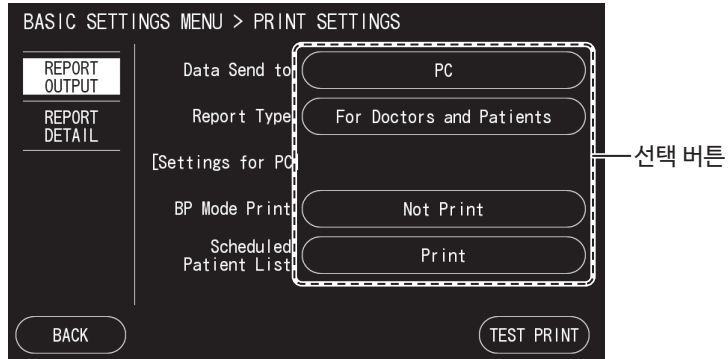 BASIC SETTINGS MENU > PRINT SETTINGS
REPORT
OUTPUT
REPORT
DETAIL
Data Send to
PC
Report Type
For Doctors and Patients
[Settings for PC]
BP Mode Print
Not Print
Scheduled
Patient List
Print
선택 버튼
BACK
TEST PRINT